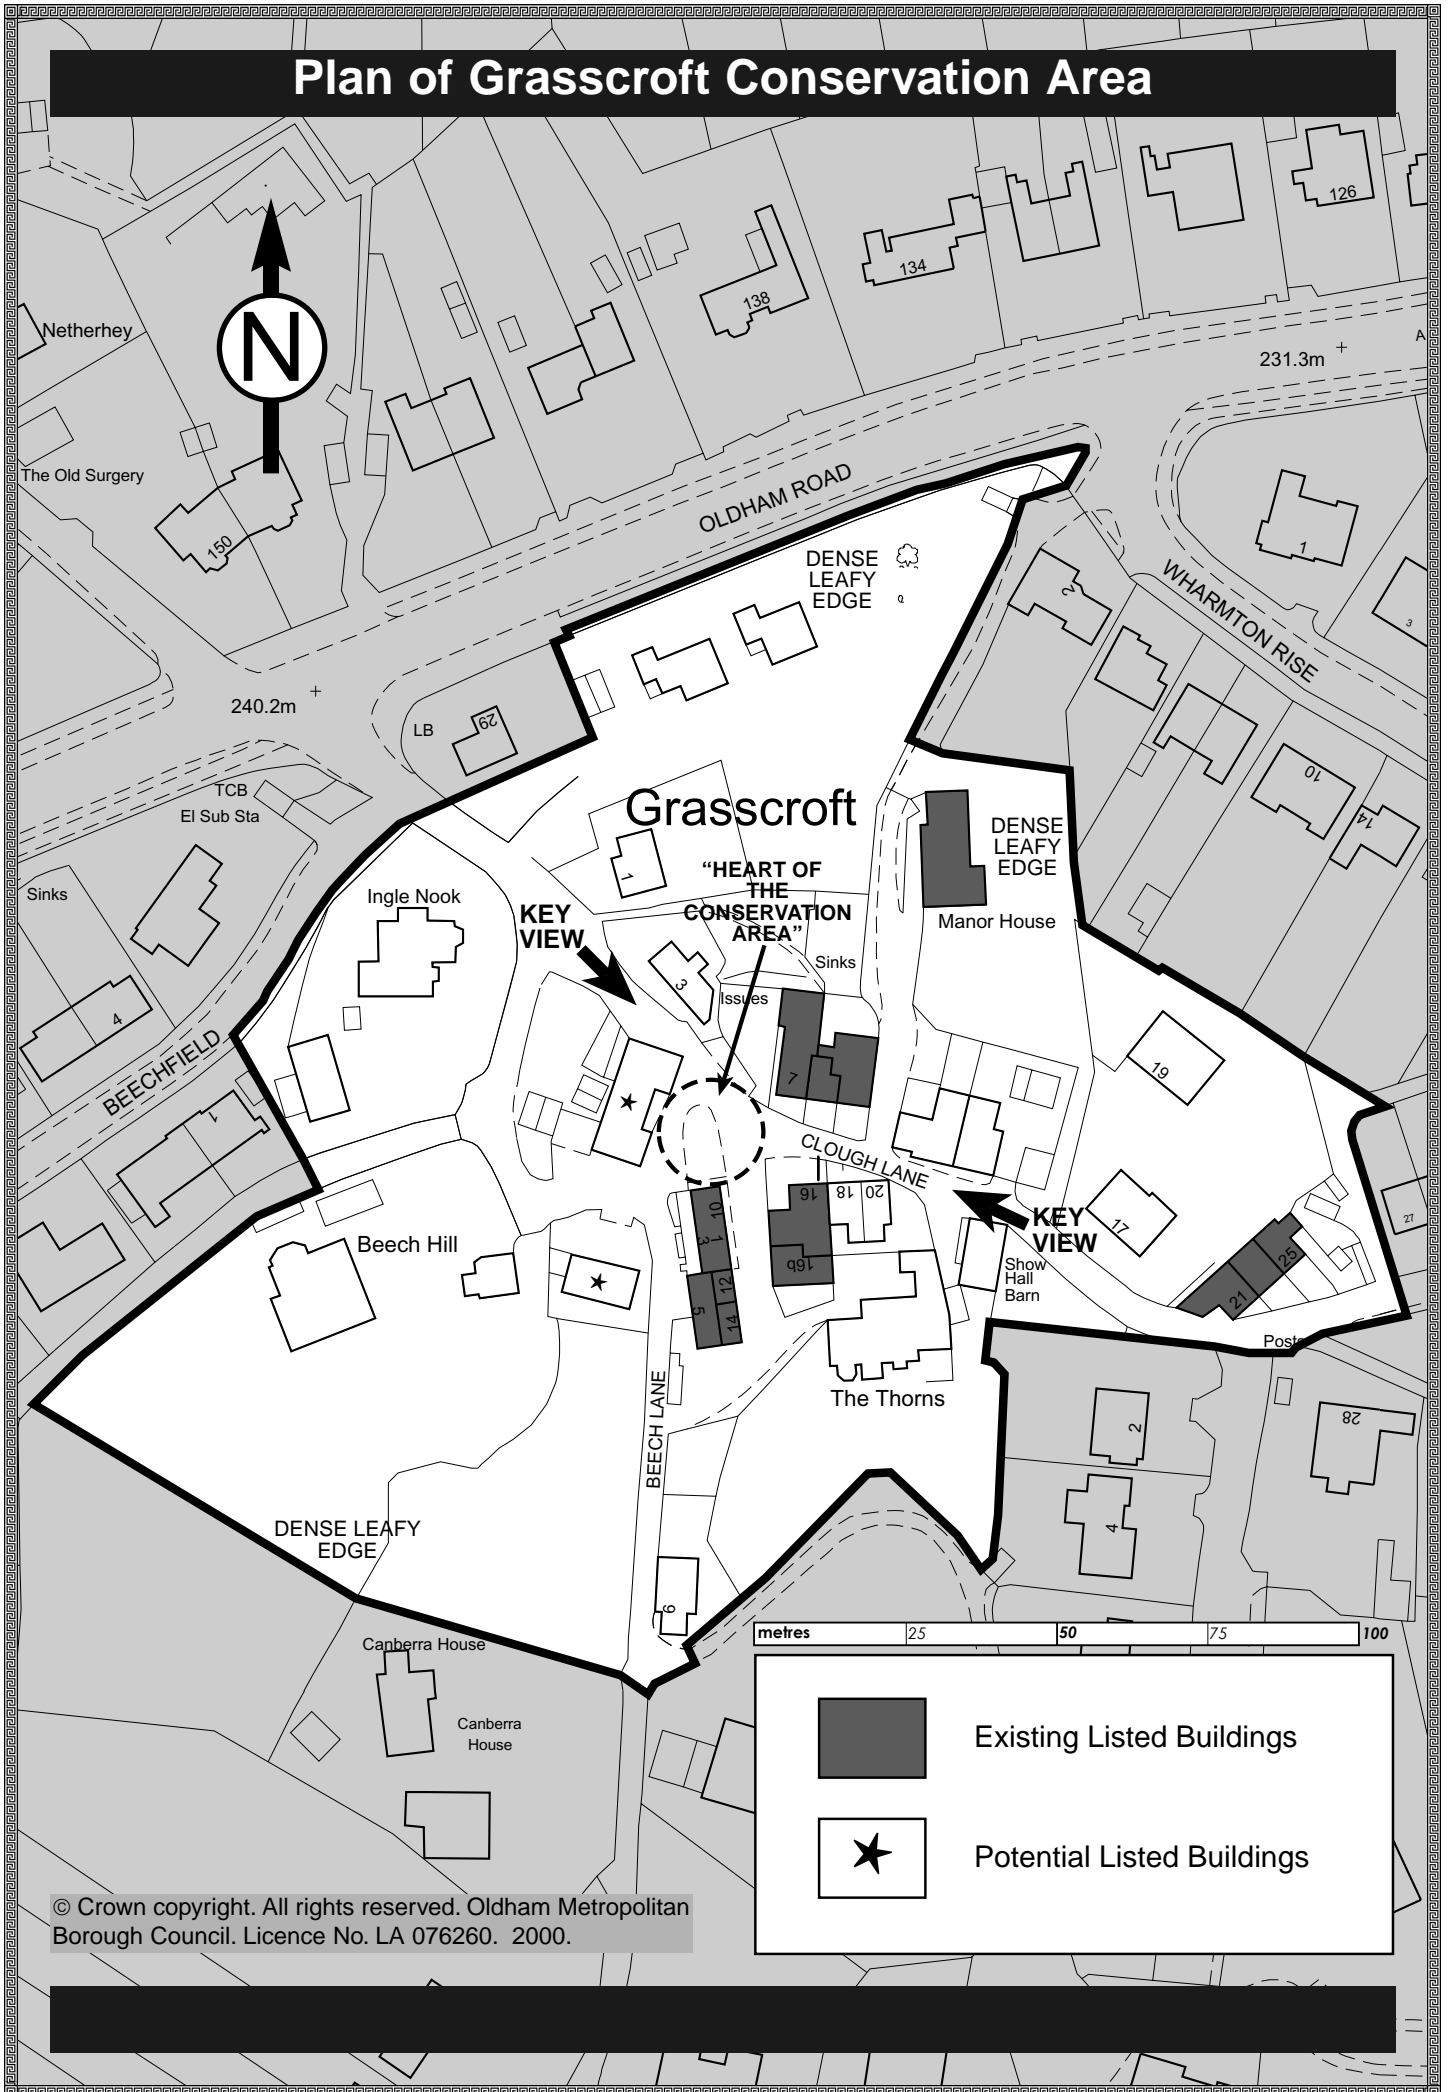 Plan of Grasscroft Conservation Area
126
134
138
N
Netherhey
231.3m
A
The Old Surgery
150
OLDHAM ROAD
1
DENSE
LEAFY
EDGE
2
WHARMTON RISE
3
240.2m
LB
29
10
14
TCB
El Sub Sta
Grasscroft
DENSE
LEAFY
EDGE
Sinks
Ingle Nook
1
"HEART OF
THE
CONSERVATION
AREA"
KEY
VIEW
Manor House
Sinks
3
Issues
4
BEECHFIELD
7
19
1
CLOUGH LANE
16
18
20
10
1
3
17
KEY
VIEW
27
Beech Hill
16b
Show
Hall
Barn
12
5
14
21
25
Posts
BEECH LANE
The Thorns
2
28
DENSE LEAFY
EDGE
4
6
metres
25
50
75
100
Canberra House
Canberra
House
Existing Listed Buildings
Potential Listed Buildings
© Crown copyright. All rights reserved. Oldham Metropolitan
Borough Council. Licence No. LA 076260. 2000.